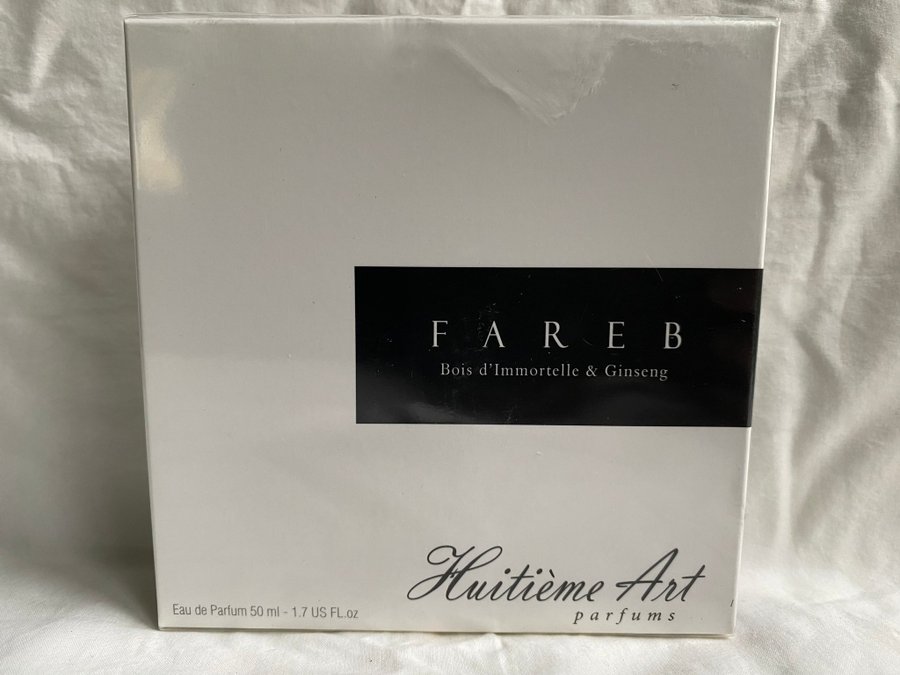 FAREB
Bois d'Immortelle & Ginseng
Huitième Art
parfums
Eau de Parfum 50 ml - 1.7 US FL.oz